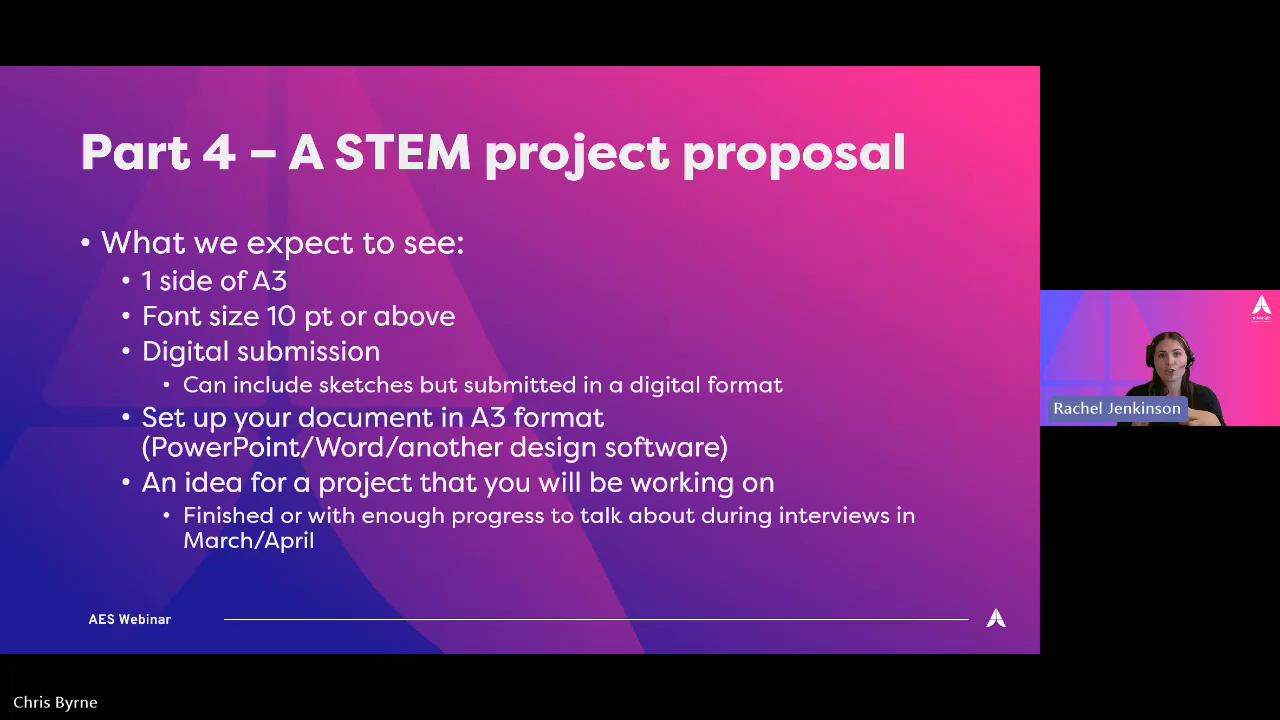 Part 4 – A STEM project proposal
• What we expect to see:
• 1 side of A3
• Font size 10 pt or above
• Digital submission
• Can include sketches but submitted in a digital format
• Set up your document in A3 format
(PowerPoint/Word/another design software)
• An idea for a project that you will be working on
• Finished or with enough progress to talk about during interviews in
March/April
AES Webinar
Rachel Jenkinson
Chris Byrne